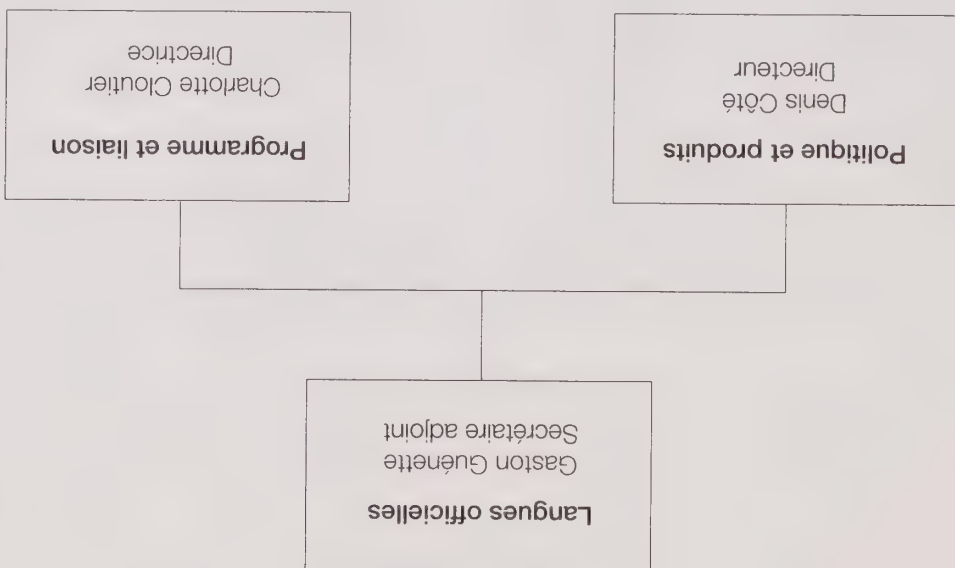 Langues officielles
Gaston Guénette
Secrétaire adjoint
Politique et produits
Denis Côté
Directeur
Programme et liaison
Charlotte Cloutier
Directrice